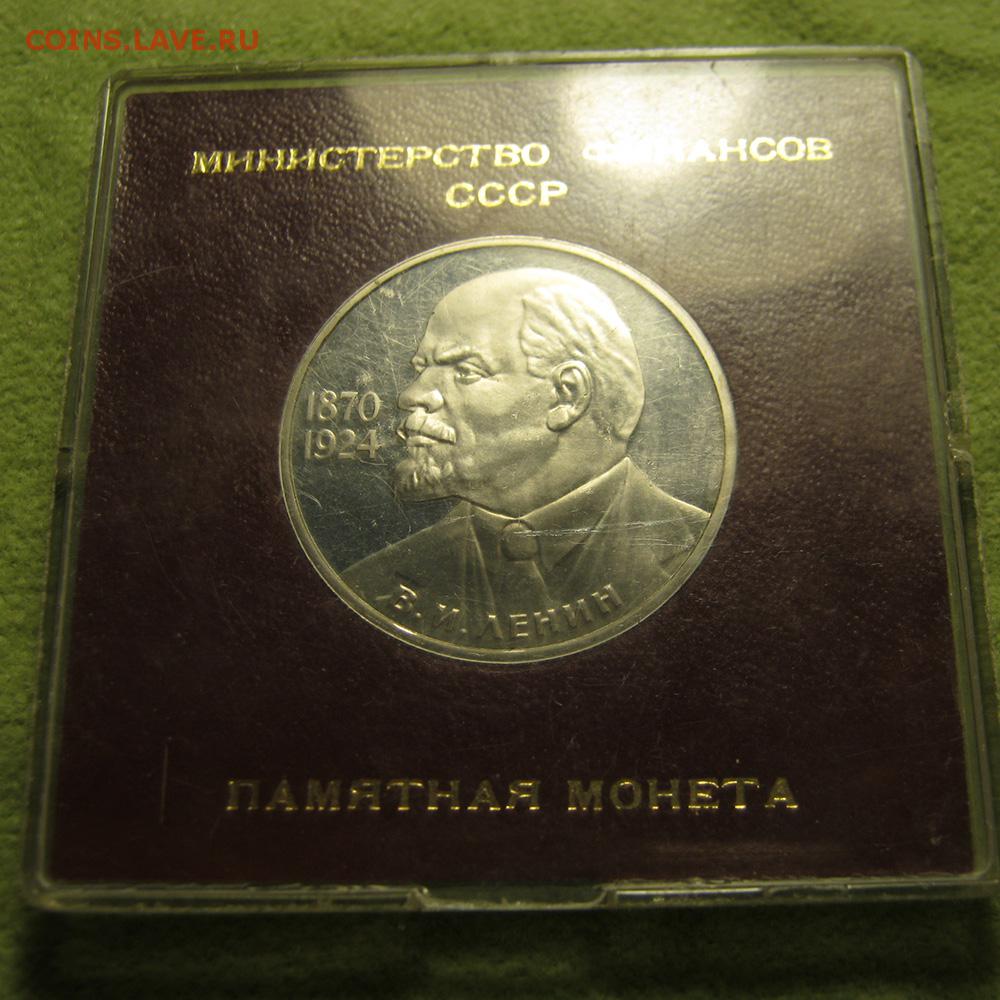 COINS.LAVE.RU
МИНИСТЕРСТВО ФИНАНСОВ
СССР
1870
1924
В. И. ЛЕНИН
ПАМЯТНАЯ МОНЕТА